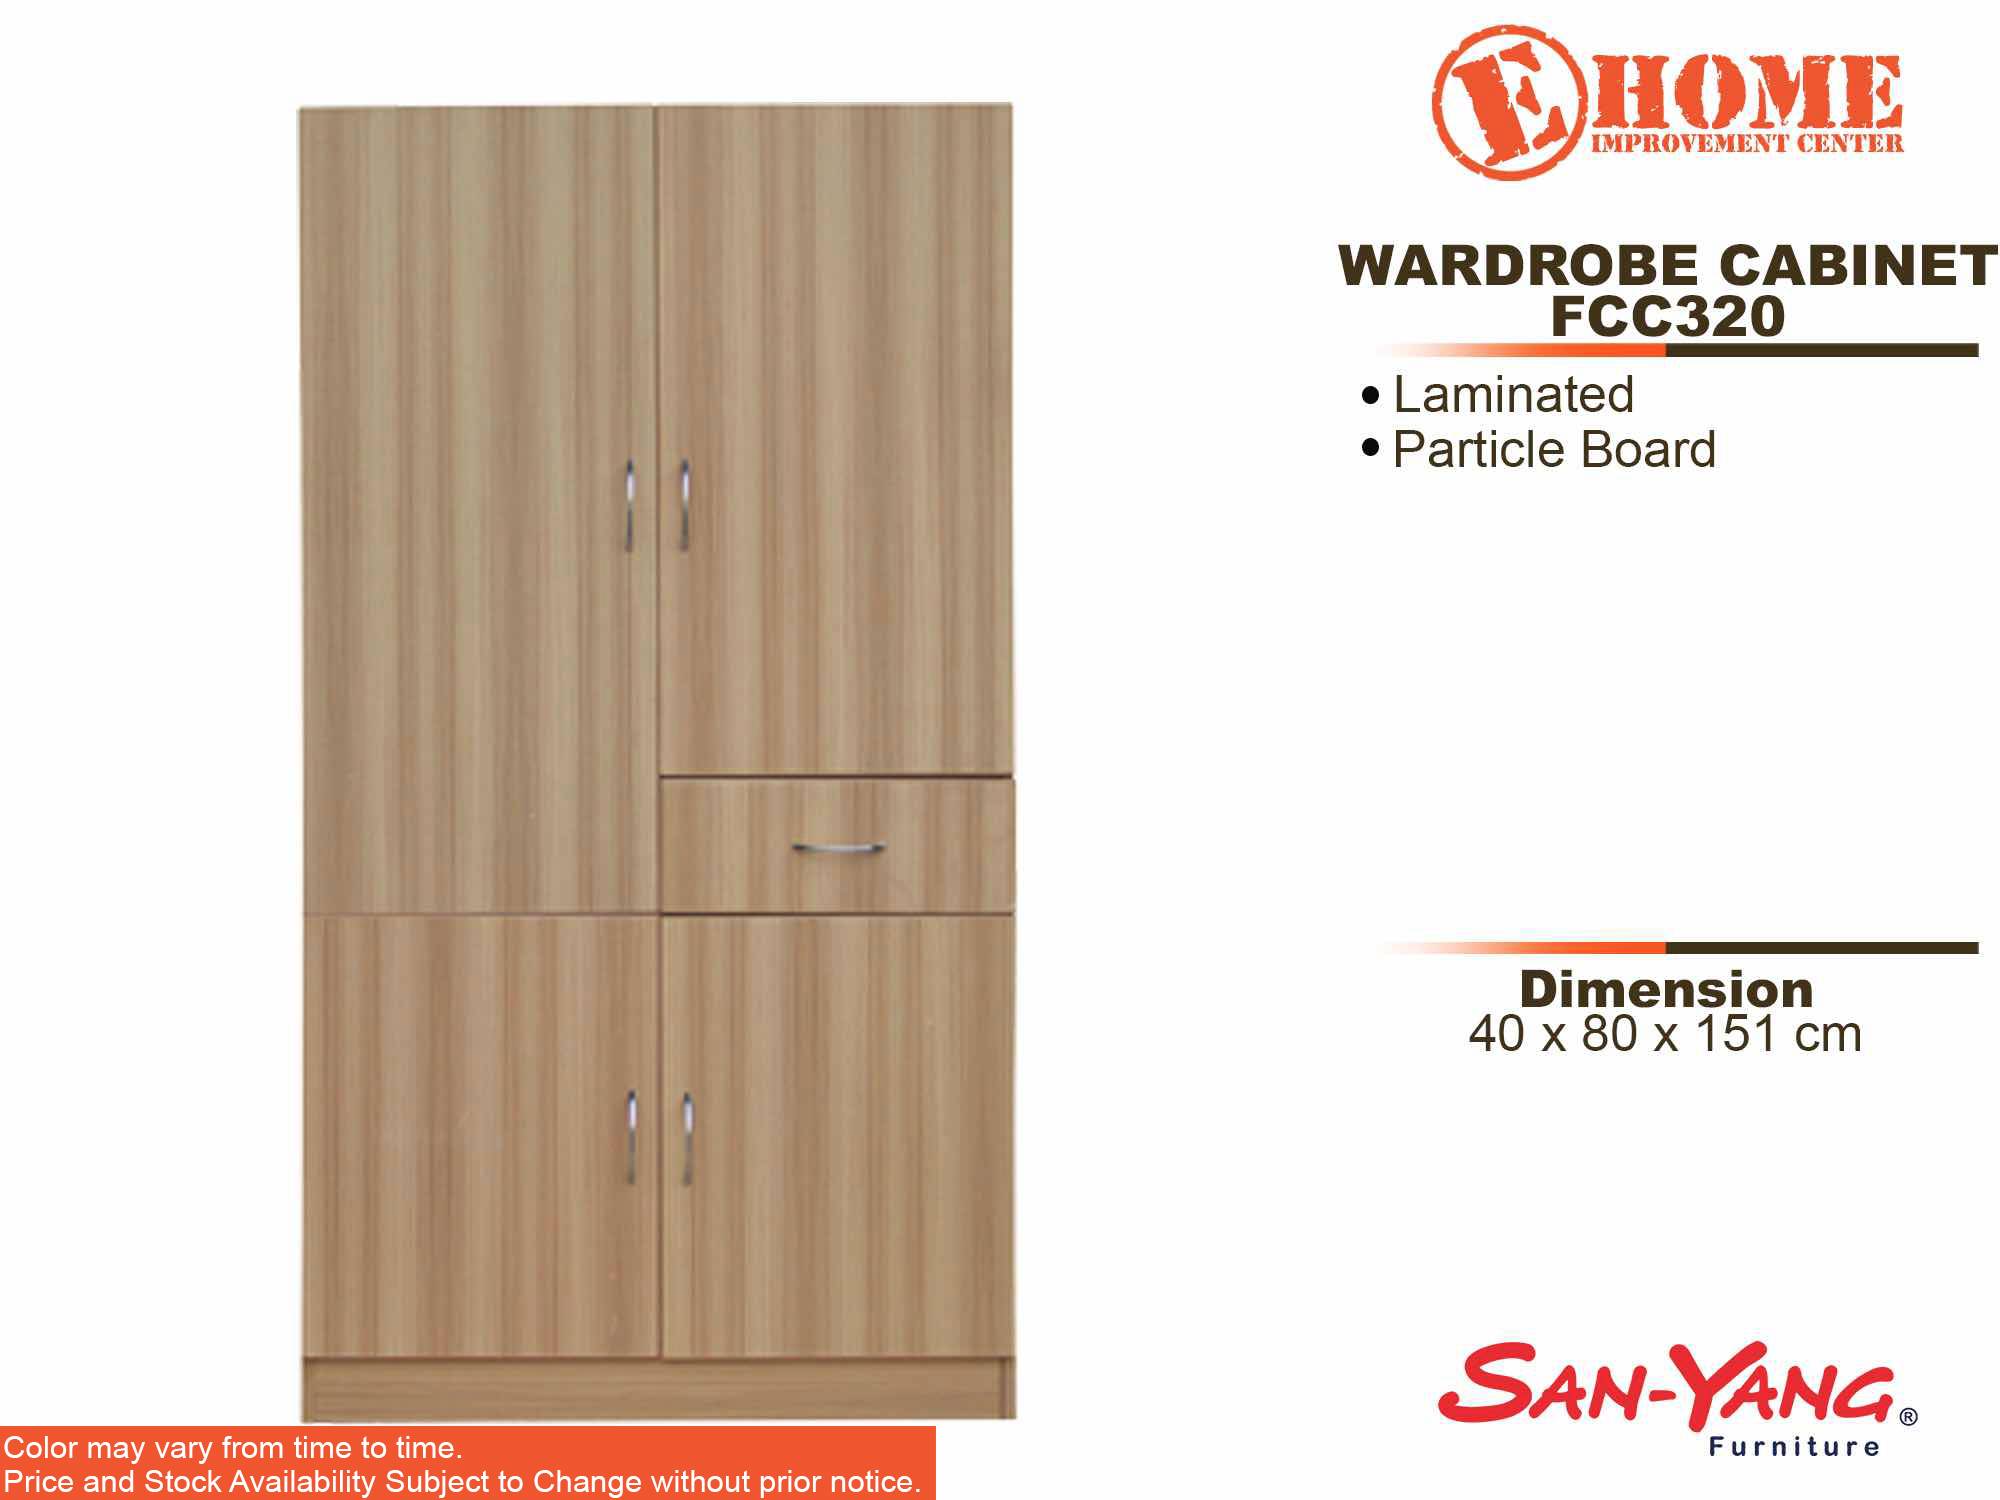 E HOME
IMPROVEMENT CENTER
WARDROBE CABINET
FCC320
• Laminated
• Particle Board
Dimension
40 x 80 x 151 cm
SAN-YANG®
Furniture
Color may vary from time to time.
Price and Stock Availability Subject to Change without prior notice.